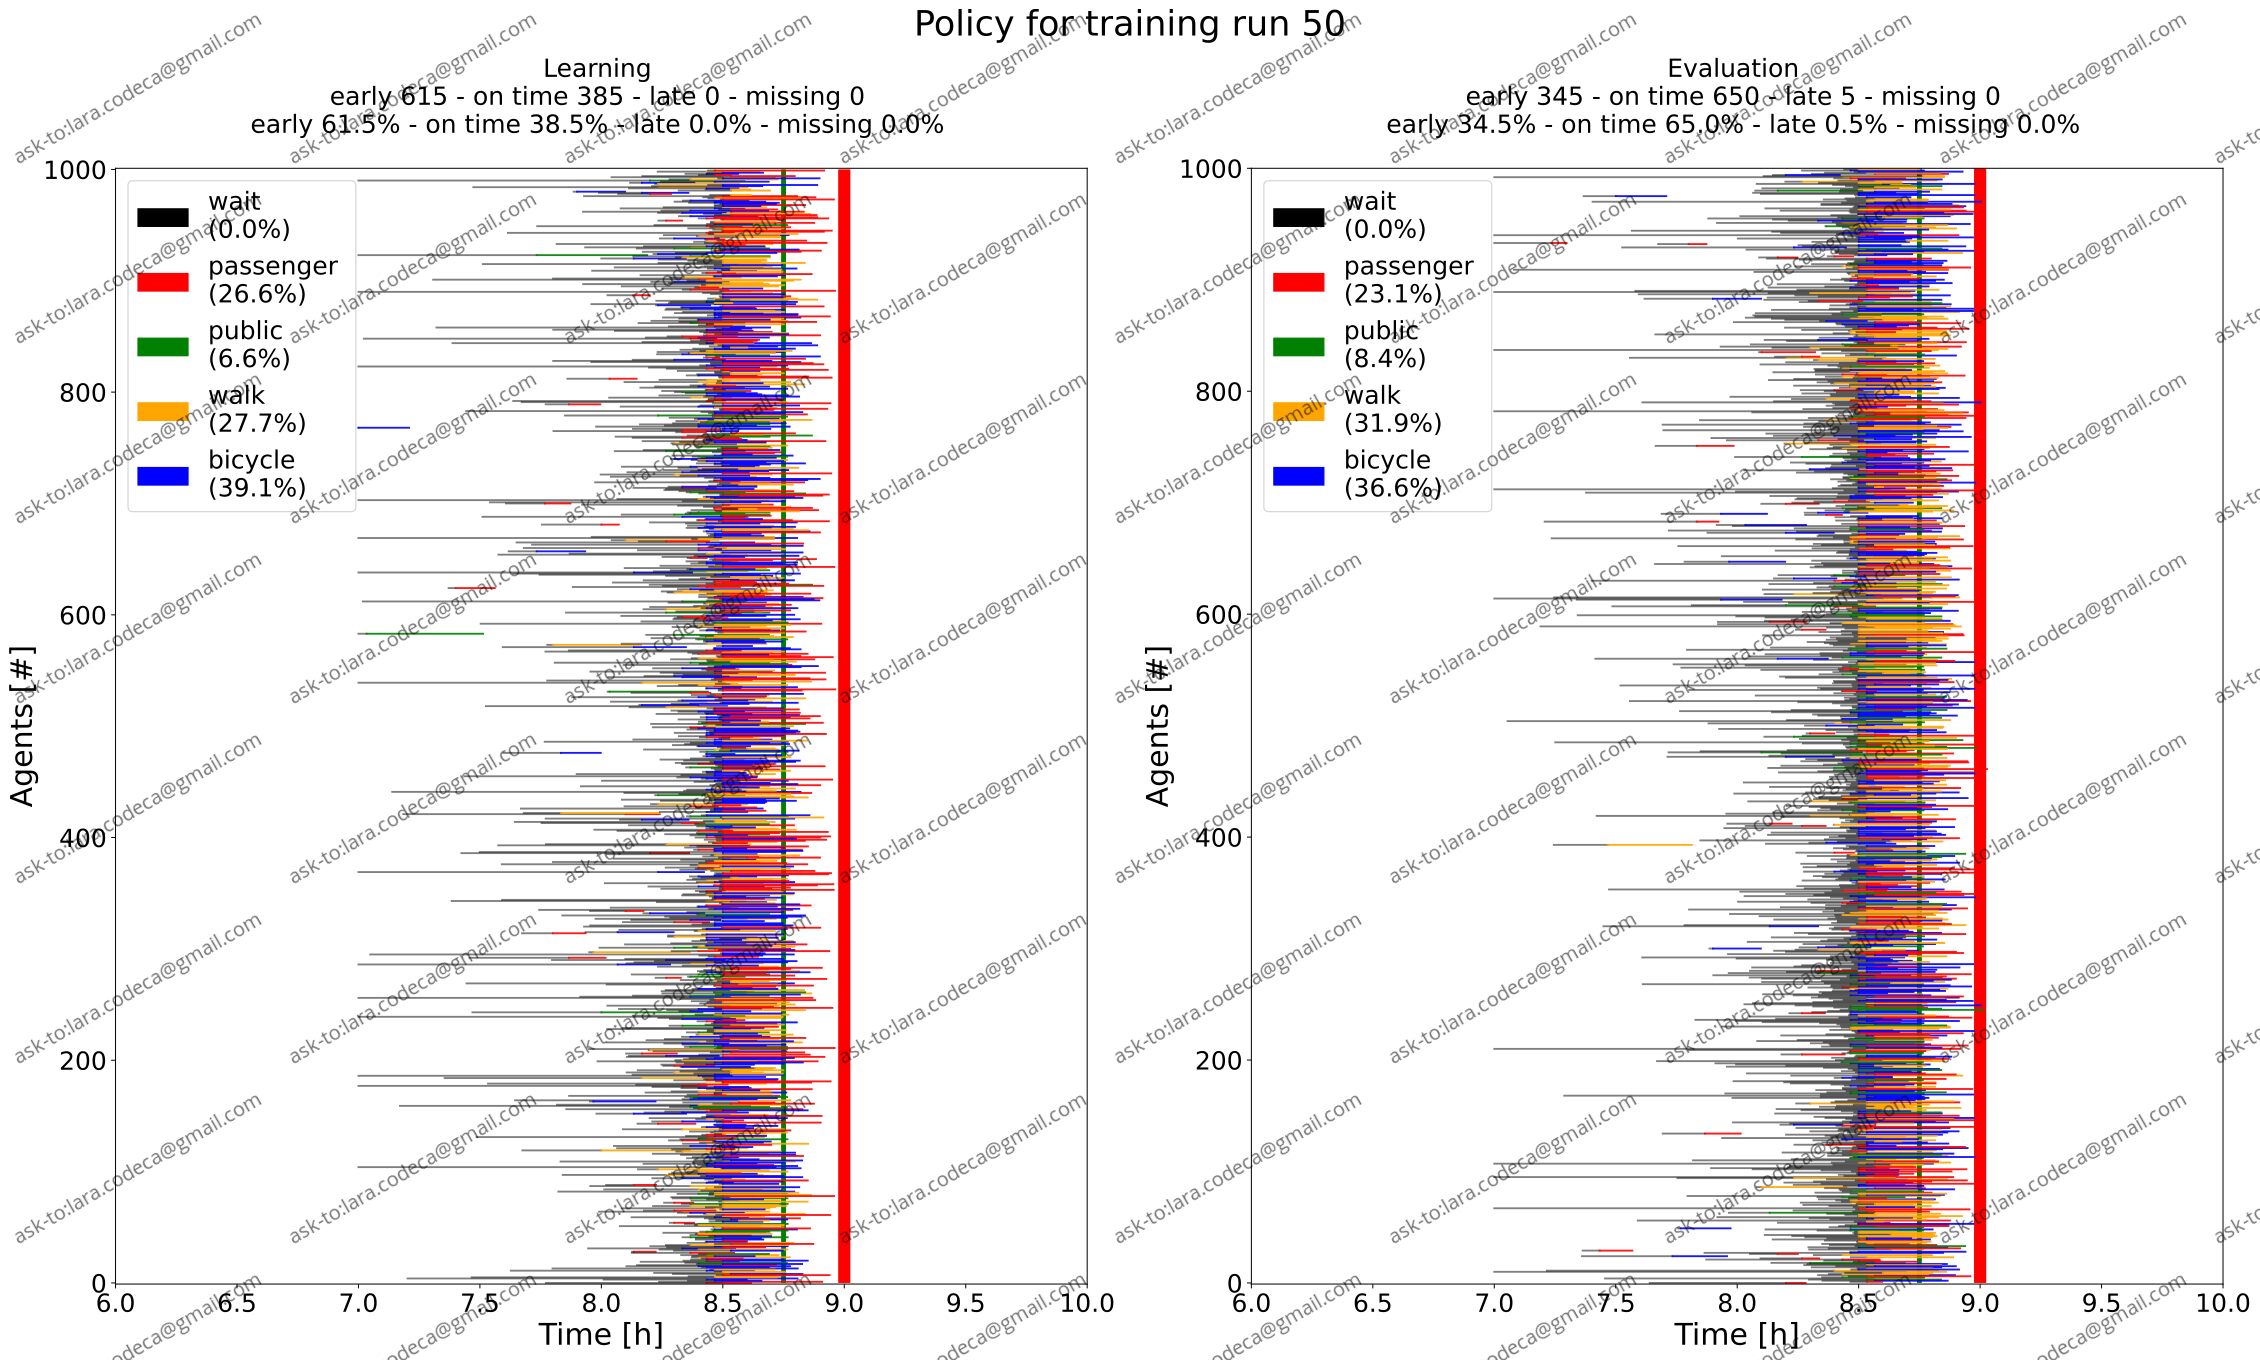 Policy for training run 50
Learning
early 615 - on time 385 - late 0 - missing 0
early 61.5% - on time 38.5% - late 0.0% - missing 0.0%
1000
800
600
400
200
0
Agents [#]
wait
(0.0%)
passenger
(26.6%)
public
(6.6%)
walk
(27.7%)
bicycle
(39.1%)
6.0 6.5 7.0 7.5 8.0 8.5 9.0 9.5 10.0
Time [h]
Evaluation
early 345 - on time 650 - late 5 - missing 0
early 34.5% - on time 65.0% - late 0.5% - missing 0.0%
1000
800
600
400
200
0
Agents [#]
wait
(0.0%)
passenger
(23.1%)
public
(8.4%)
walk
(31.9%)
bicycle
(36.6%)
6.0 6.5 7.0 7.5 8.0 8.5 9.0 9.5 10.0
Time [h]
ask-to:lara.codeca@gmail.com